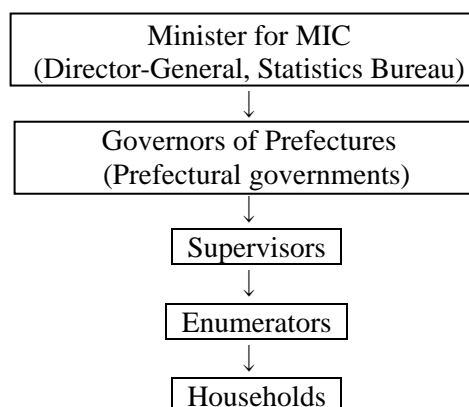 Minister for MIC
(Director-General, Statistics Bureau)
Governors of Prefectures
(Prefectural governments)
Supervisors
Enumerators
Households